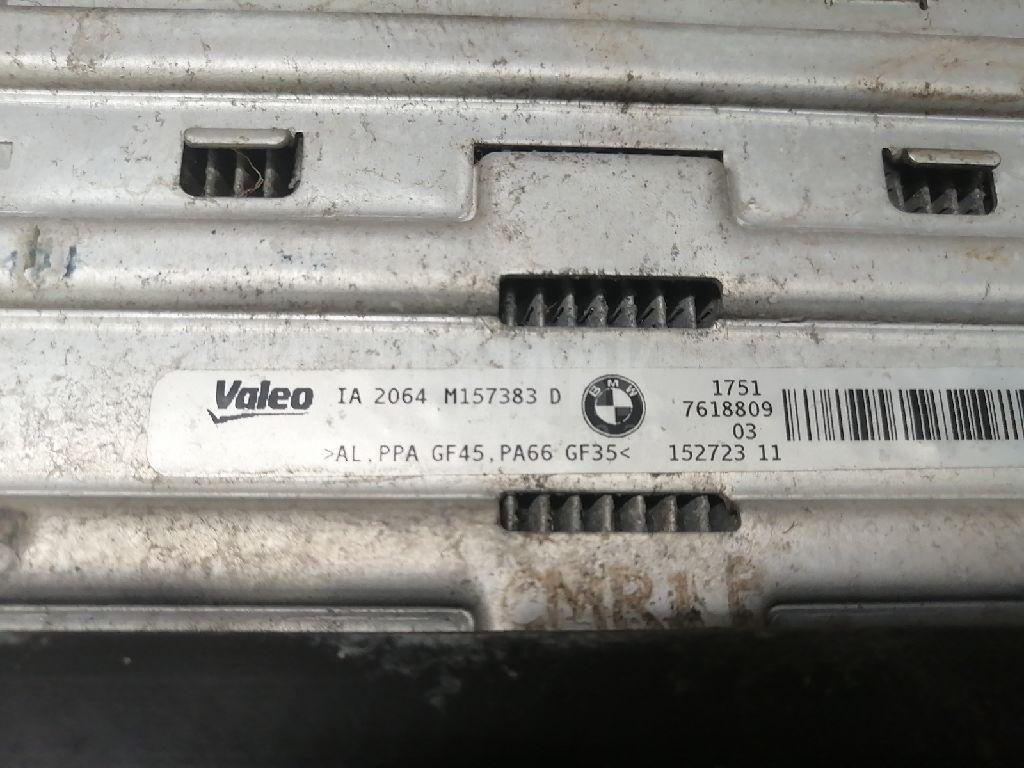 Valeo IA 2064 M157383 D BMW 1751
7618809
03
>AL.PPA GF45.PA66 GF35< 152723 11